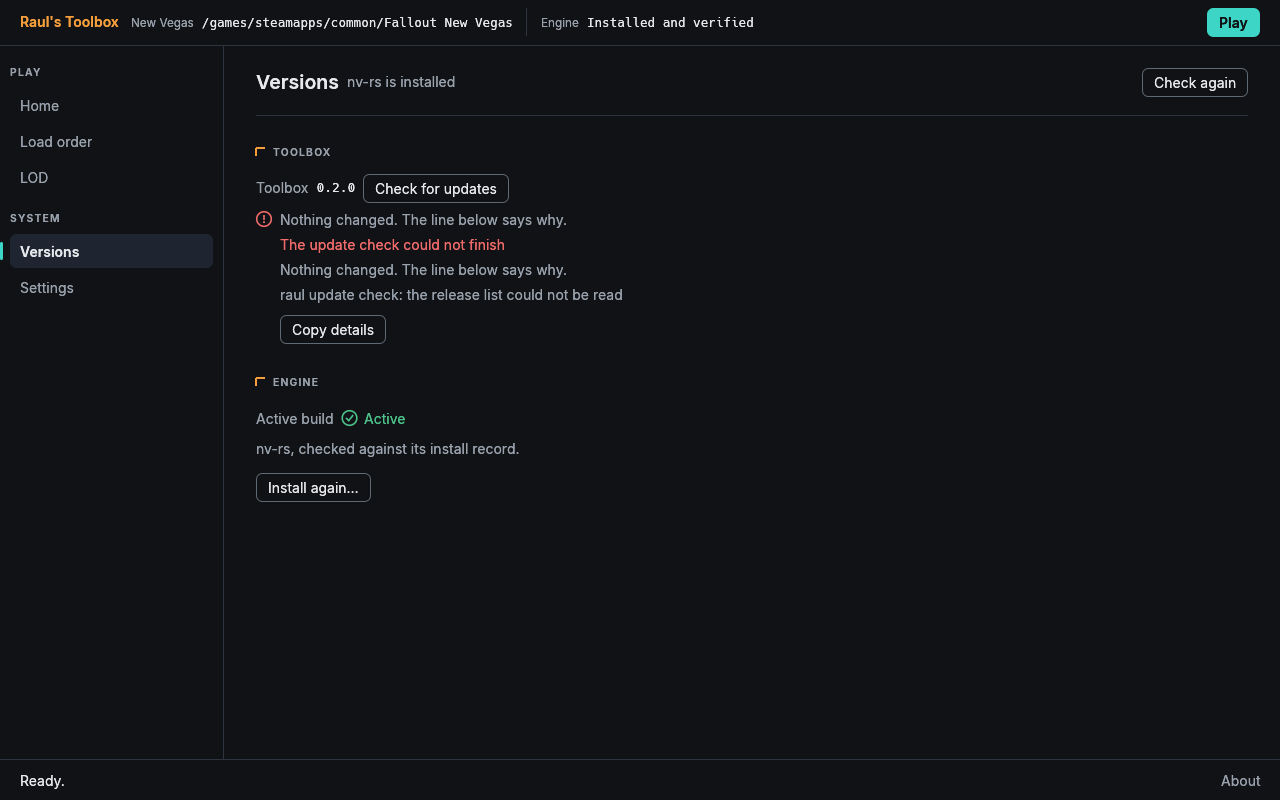 Raul's Toolbox New Vegas /games/steamapps/common/Fallout New Vegas Engine Installed and verified Play
PLAY
Home
Load order
LOD
SYSTEM
Versions
Settings
Versions nv-rs is installed Check again
TOOLBOX
Toolbox 0.2.0 Check for updates
Nothing changed. The line below says why.
The update check could not finish
Nothing changed. The line below says why.
raul update check: the release list could not be read
Copy details
ENGINE
Active build Active
nv-rs, checked against its install record.
Install again...
Ready. About